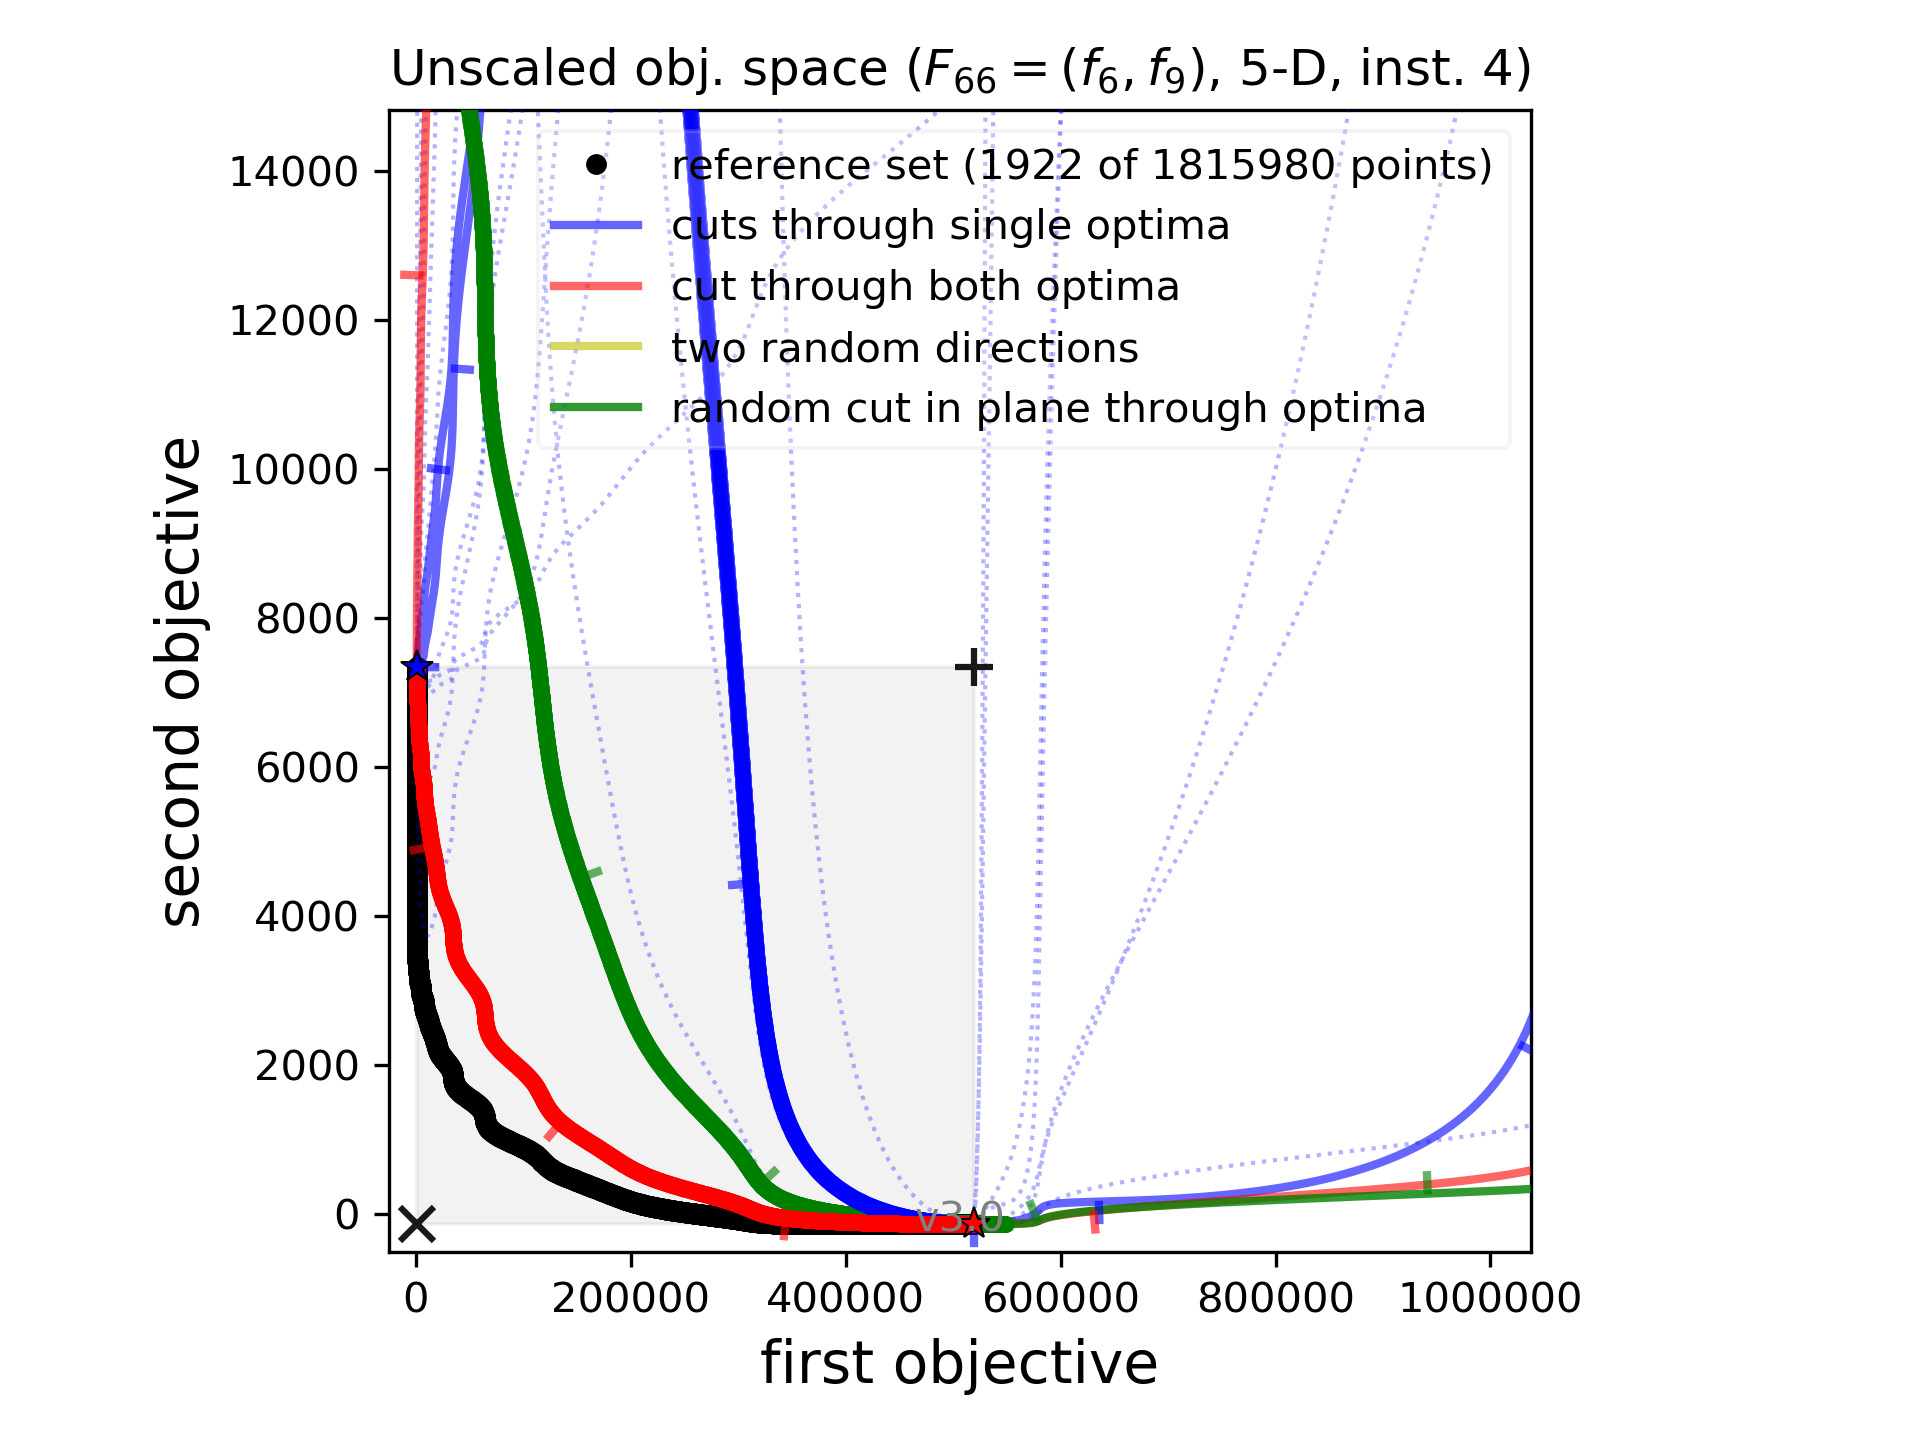 Unscaled obj. space (F66 = (f6, f9), 5-D, inst. 4)
reference set (1922 of 1815980 points)
cuts through single optima
cut through both optima
two random directions
random cut in plane through optima
14000
12000
10000
8000
6000
4000
2000
0
second objective
v3.0
0 200000 400000 600000 800000 1000000
first objective